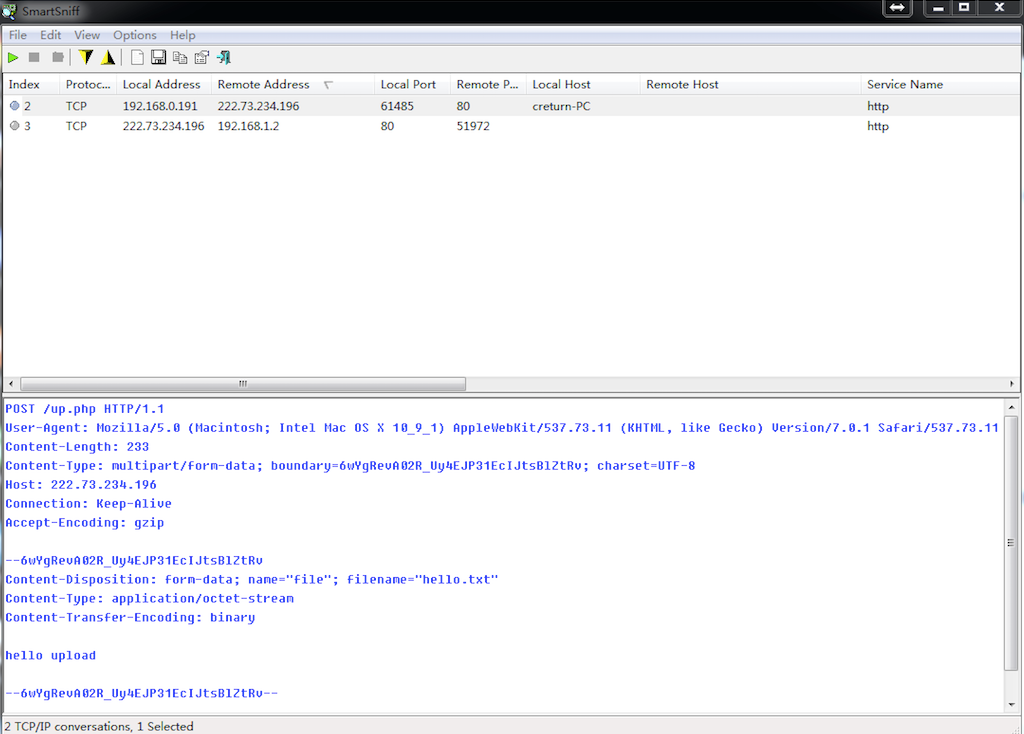 SmartSniff
File Edit View Options Help
Index Protoc... Local Address Remote Address Local Port Remote P... Local Host Remote Host Service Name
2 TCP 192.168.0.191 222.73.234.196 61485 80 creturn-PC http
3 TCP 222.73.234.196 192.168.1.2 80 51972 http
POST /up.php HTTP/1.1
User-Agent: Mozilla/5.0 (Macintosh; Intel Mac OS X 10_9_1) AppleWebKit/537.73.11 (KHTML, like Gecko) Version/7.0.1 Safari/537.73.11
Content-Length: 233
Content-Type: multipart/form-data; boundary=6wYgRevA02R_Uy4EJP31EcIJtsBlZtRv; charset=UTF-8
Host: 222.73.234.196
Connection: Keep-Alive
Accept-Encoding: gzip
--6wYgRevA02R_Uy4EJP31EcIJtsBlZtRv
Content-Disposition: form-data; name="file"; filename="hello.txt"
Content-Type: application/octet-stream
Content-Transfer-Encoding: binary
hello upload
--6wYgRevA02R_Uy4EJP31EcIJtsBlZtRv--
2 TCP/IP conversations, 1 Selected